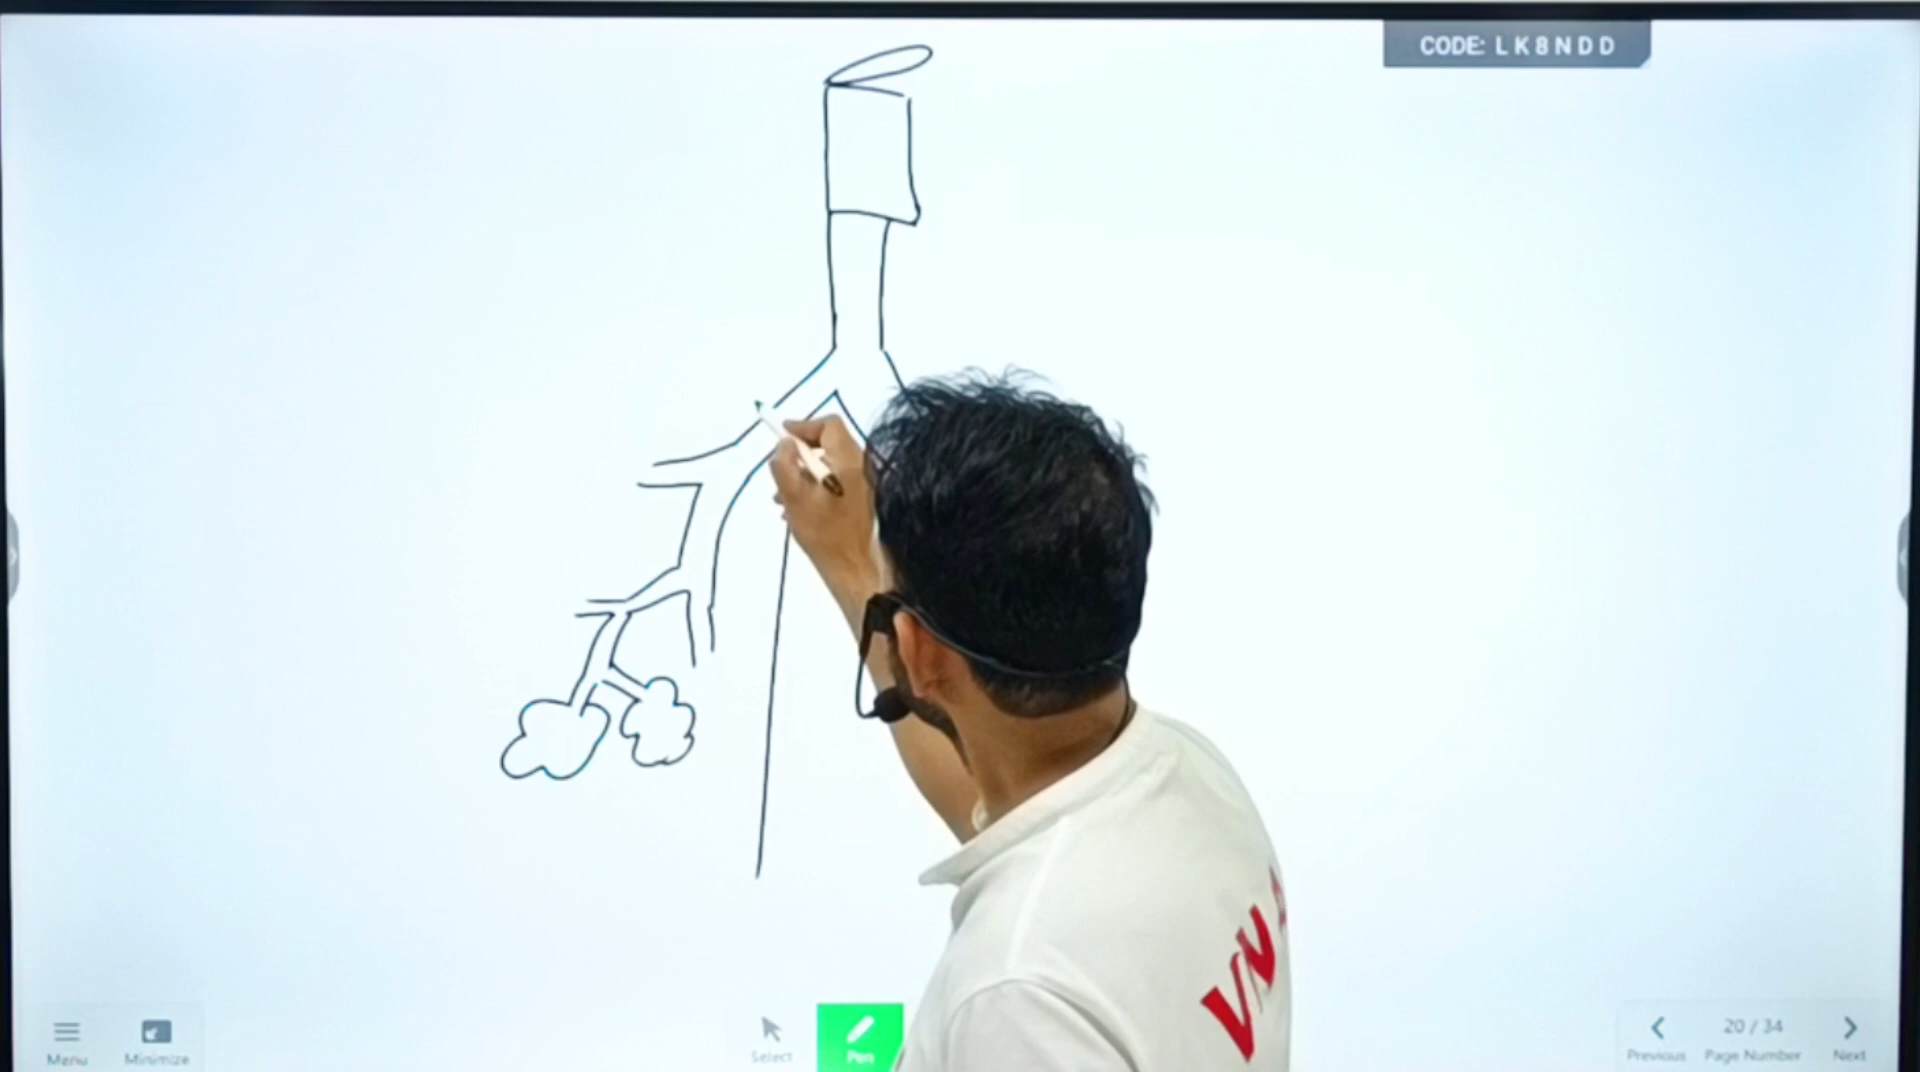 CODE: LK8NDD
Menu
Minimize
Select
Pen
Previous
20 / 34
Page Number
Next